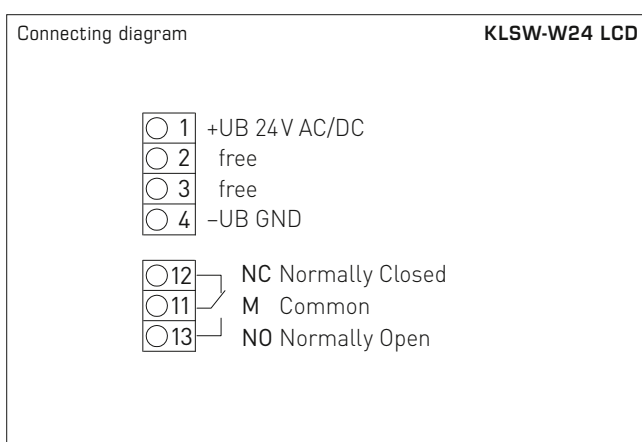 Connecting diagram KLSW-W24 LCD
1 +UB 24V AC/DC
2 free
3 free
4 –UB GND
12 NC Normally Closed
11 M Common
13 NO Normally Open